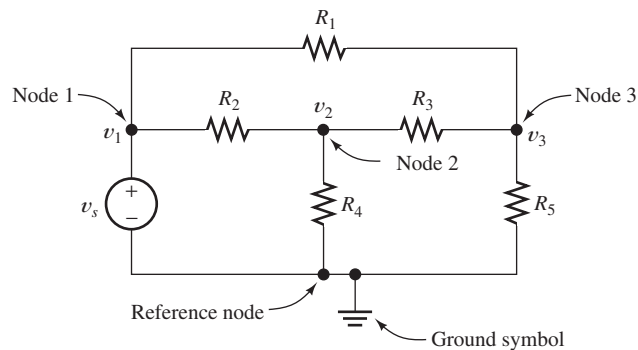 R1
Node 1
R2
v2
R3
Node 3
v1
v3
Node 2
vs
+
−
R4
R5
Reference node
Ground symbol